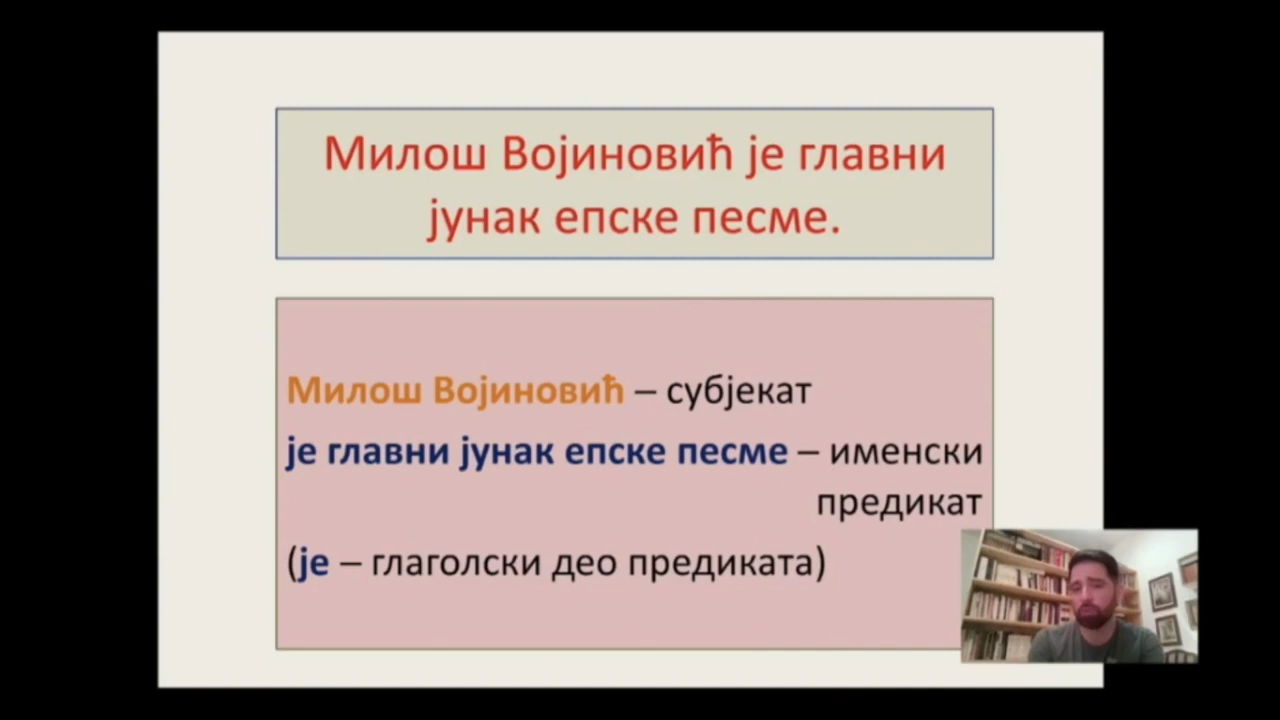 Милош Војиновић је главни
јунак епске песме.
Милош Војиновић – субјекат
је главни јунак епске песме – именски
предикат
(је – глаголски део предиката)